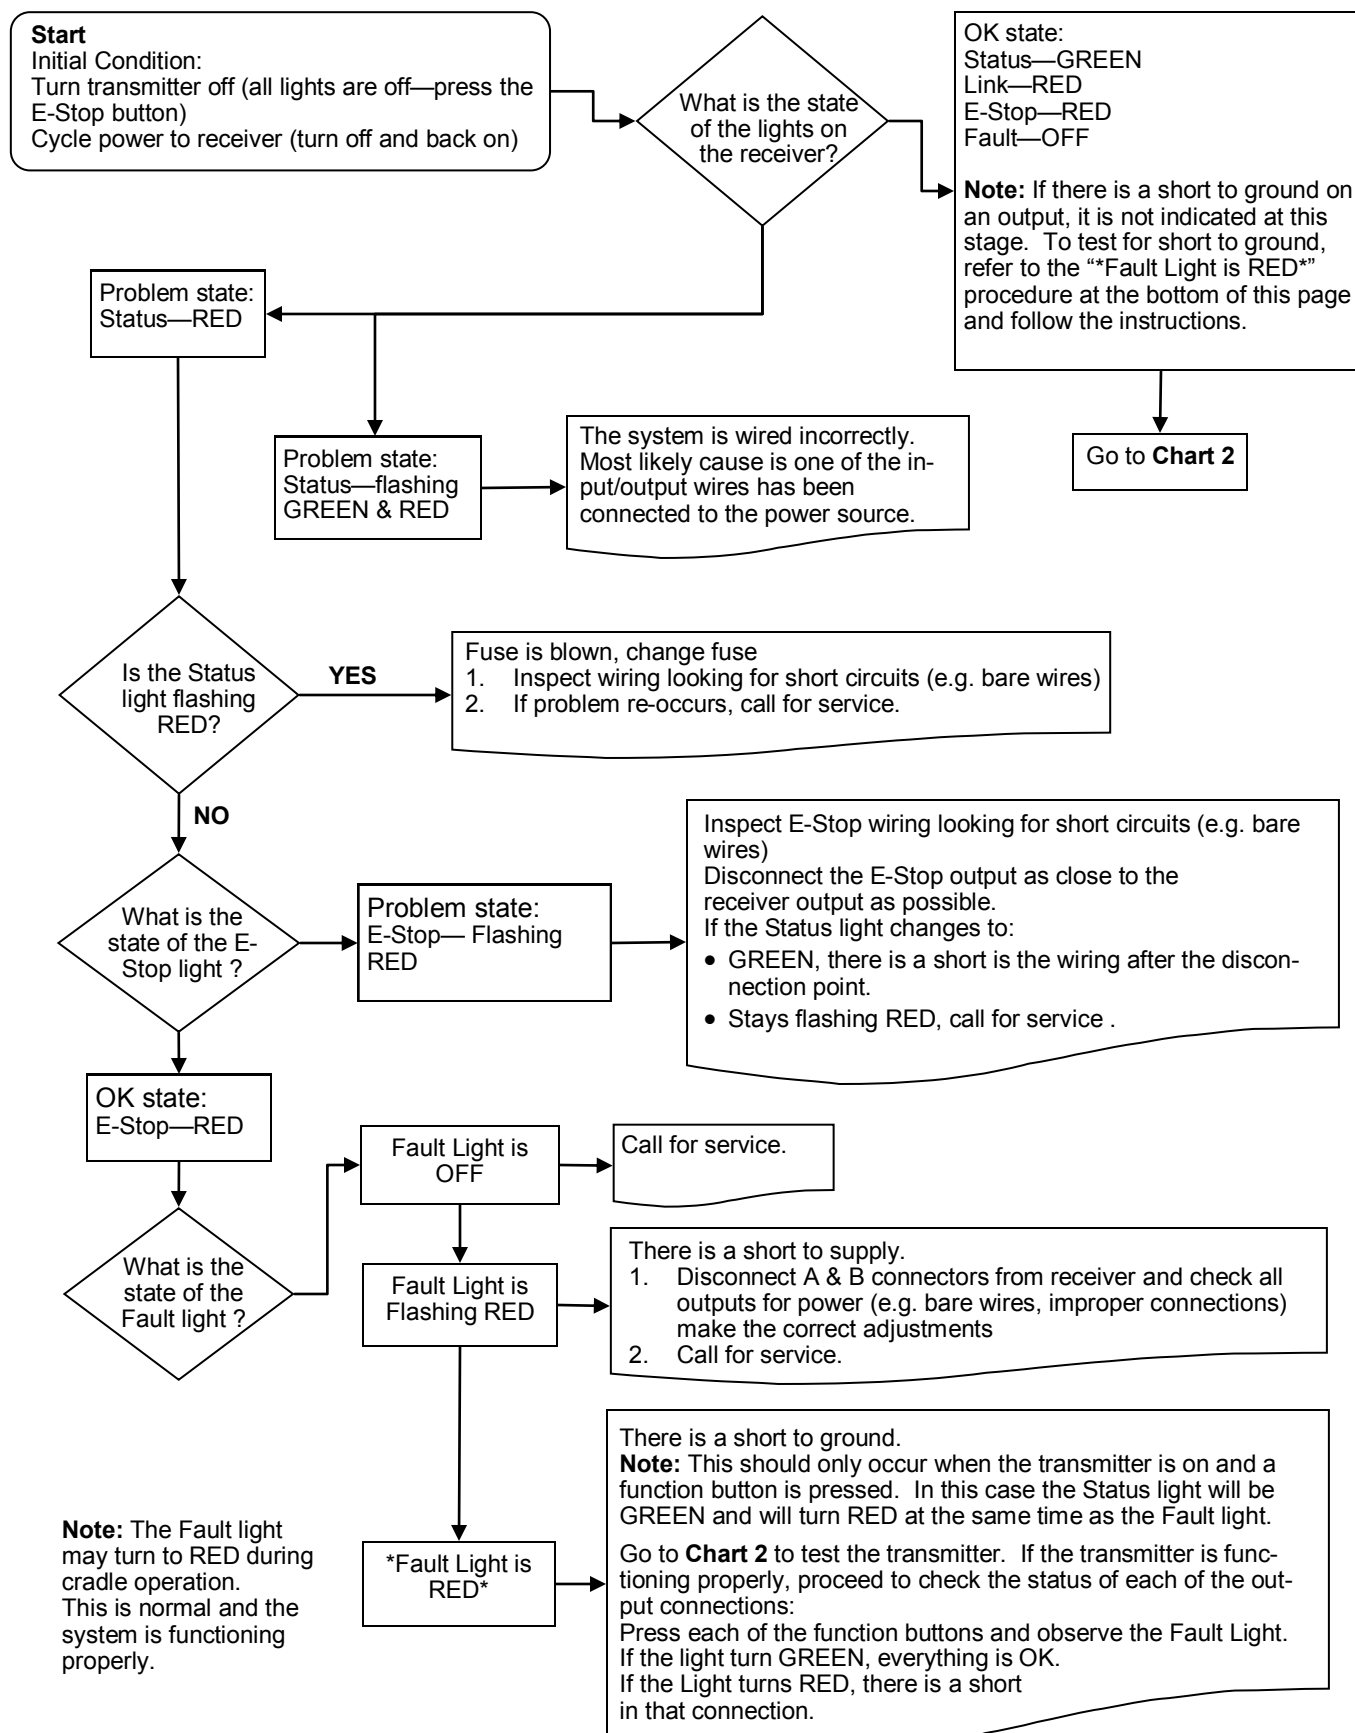 Start
Initial Condition:
Turn transmitter off (all lights are off—press the
E-Stop button)
Cycle power to receiver (turn off and back on)
What is the state
of the lights on
the receiver?
OK state:
Status—GREEN
Link—RED
E-Stop—RED
Fault—OFF
Note: If there is a short to ground on
an output, it is not indicated at this
stage. To test for short to ground,
refer to the “*Fault Light is RED*”
procedure at the bottom of this page
and follow the instructions.
Go to Chart 2
Problem state:
Status—RED
Problem state:
Status—flashing
GREEN & RED
The system is wired incorrectly.
Most likely cause is one of the in-
put/output wires has been
connected to the power source.
Is the Status
light flashing
RED?
YES
Fuse is blown, change fuse
1. Inspect wiring looking for short circuits (e.g. bare wires)
2. If problem re-occurs, call for service.
NO
What is the
state of the E-
Stop light ?
Problem state:
E-Stop— Flashing
RED
Inspect E-Stop wiring looking for short circuits (e.g. bare
wires)
Disconnect the E-Stop output as close to the
receiver output as possible.
If the Status light changes to:
• GREEN, there is a short is the wiring after the discon-
nection point.
• Stays flashing RED, call for service .
OK state:
E-Stop—RED
What is the
state of the
Fault light ?
Fault Light is
OFF
Call for service.
Fault Light is
Flashing RED
There is a short to supply.
1. Disconnect A & B connectors from receiver and check all
outputs for power (e.g. bare wires, improper connections)
make the correct adjustments
2. Call for service.
*Fault Light is
RED*
There is a short to ground.
Note: This should only occur when the transmitter is on and a
function button is pressed. In this case the Status light will be
GREEN and will turn RED at the same time as the Fault light.
Go to Chart 2 to test the transmitter. If the transmitter is func-
tioning properly, proceed to check the status of each of the out-
put connections:
Press each of the function buttons and observe the Fault Light.
If the light turn GREEN, everything is OK.
If the Light turns RED, there is a short
in that connection.
Note: The Fault light
may turn to RED during
cradle operation.
This is normal and the
system is functioning
properly.